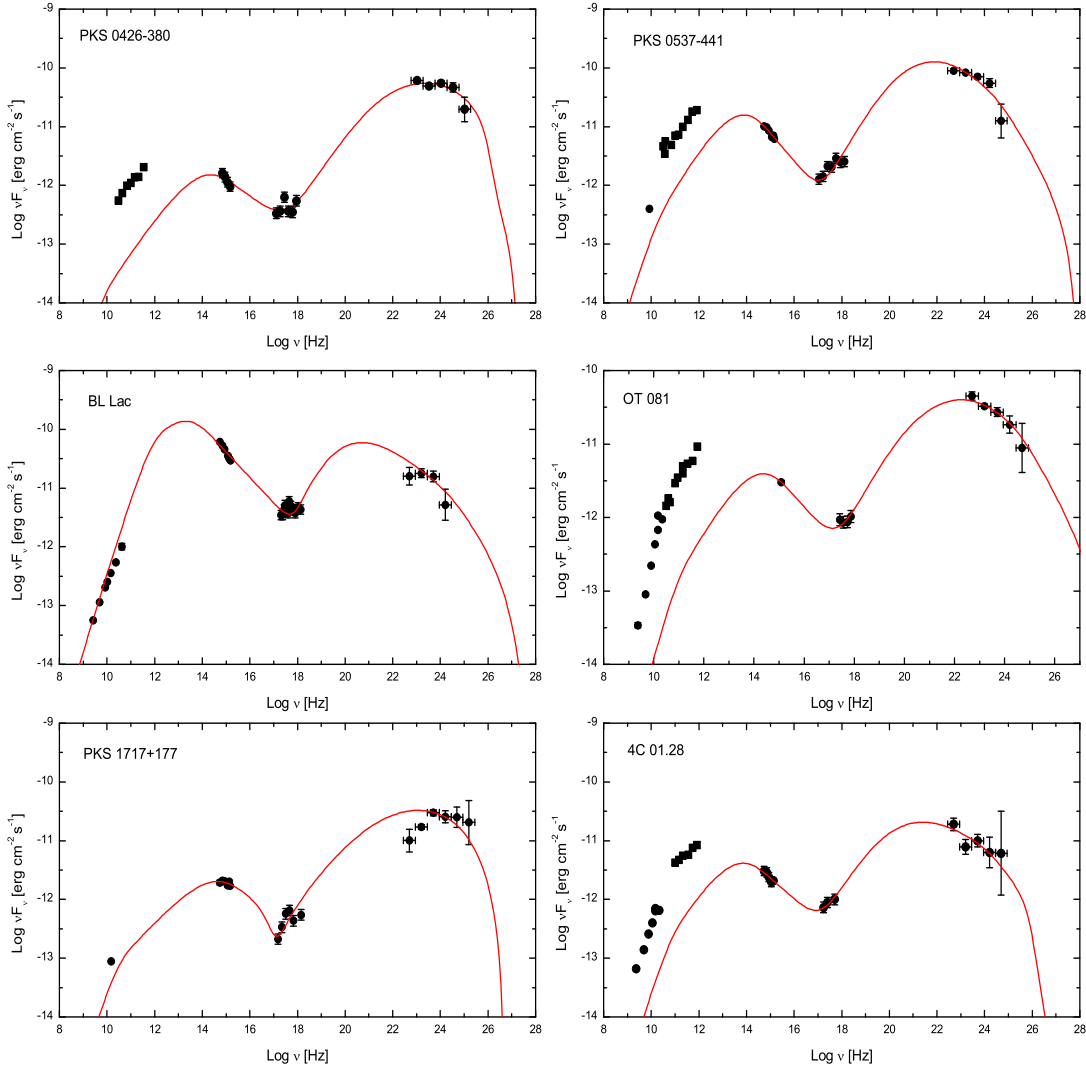 PKS 0426-380
Log νFν [erg cm-2 s-1]
-9
-10
-11
-12
-13
-14
8 10 12 14 16 18 20 22 24 26 28
Log ν [Hz]
PKS 0537-441
Log νFν [erg cm-2 s-1]
-9
-10
-11
-12
-13
-14
8 10 12 14 16 18 20 22 24 26 28
Log ν [Hz]
BL Lac
Log νFν [erg cm-2 s-1]
-9
-10
-11
-12
-13
-14
8 10 12 14 16 18 20 22 24 26 28
Log ν [Hz]
OT 081
Log νFν [erg cm-2 s-1]
-10
-11
-12
-13
-14
8 10 12 14 16 18 20 22 24 26
Log ν [Hz]
PKS 1717+177
Log νFν [erg cm-2 s-1]
-9
-10
-11
-12
-13
-14
8 10 12 14 16 18 20 22 24 26 28
Log ν [Hz]
4C 01.28
Log νFν [erg cm-2 s-1]
-9
-10
-11
-12
-13
-14
8 10 12 14 16 18 20 22 24 26 28
Log ν [Hz]